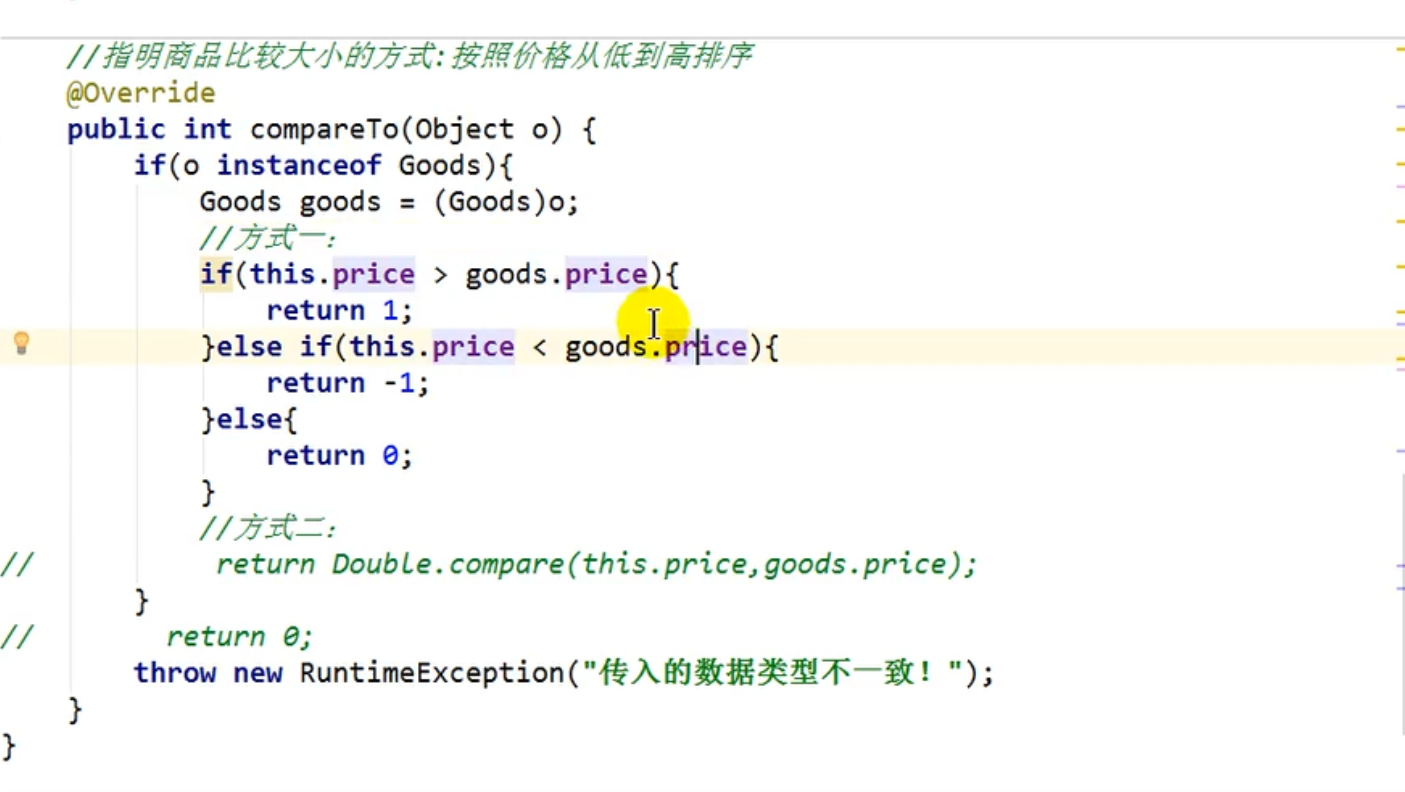 //指明商品比较大小的方式:按照价格从低到高排序
@Override
public int compareTo(Object o) {
if(o instanceof Goods){
Goods goods = (Goods)o;
//方式一：
if(this.price > goods.price){
return 1;
}else if(this.price < goods.price){
return -1;
}else{
return 0;
}
//方式二：
// return Double.compare(this.price,goods.price);
}
// return 0;
throw new RuntimeException("传入的数据类型不一致！");
}
}